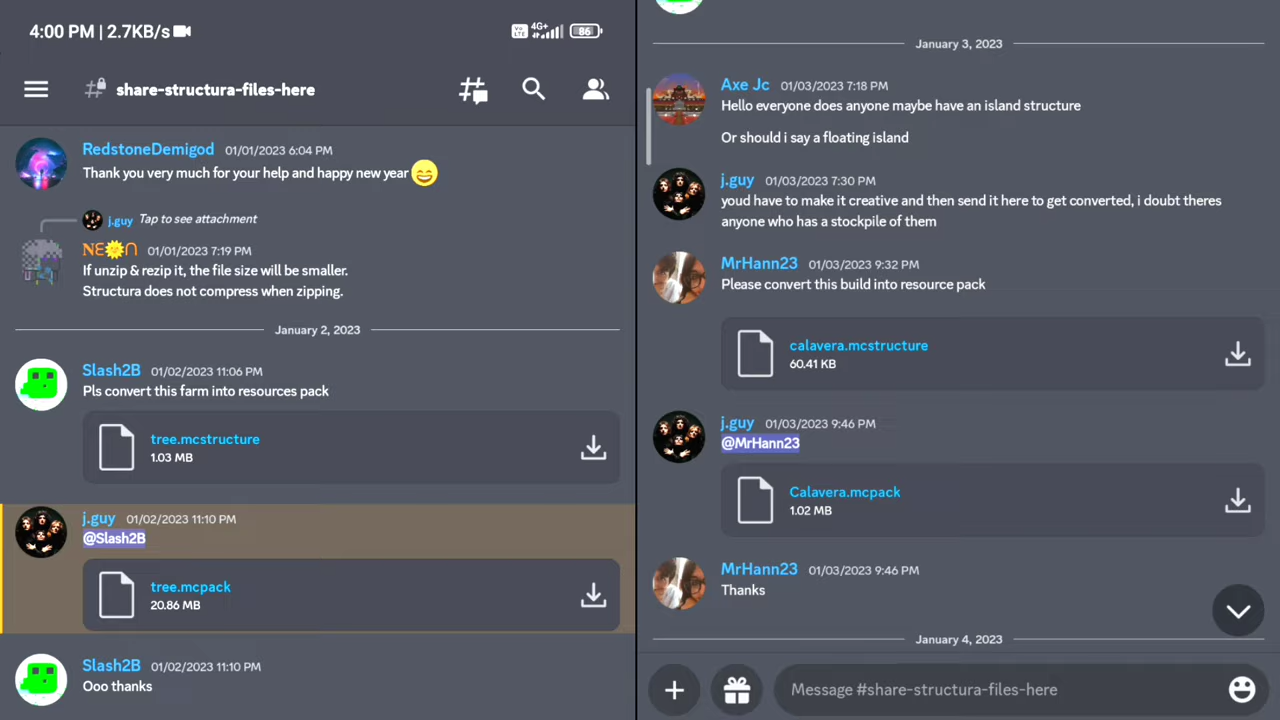 4:00 PM | 2.7KB/s
Vo LTE 4G+ 86
share-structura-files-here
RedstoneDemigod 01/01/2023 6:04 PM
Thank you very much for your help and happy new year
j.guy Tap to see attachment
NE☀️∩ 01/01/2023 7:19 PM
If unzip & rezip it, the file size will be smaller.
Structura does not compress when zipping.
January 2, 2023
Slash2B 01/02/2023 11:06 PM
Pls convert this farm into resources pack
tree.mcstructure
1.03 MB
j.guy 01/02/2023 11:10 PM
@Slash2B
tree.mcpack
20.86 MB
Slash2B 01/02/2023 11:10 PM
Ooo thanks
January 3, 2023
Axe Jc 01/03/2023 7:18 PM
Hello everyone does anyone maybe have an island structure
Or should i say a floating island
j.guy 01/03/2023 7:30 PM
youd have to make it creative and then send it here to get converted, i doubt theres
anyone who has a stockpile of them
MrHann23 01/03/2023 9:32 PM
Please convert this build into resource pack
calavera.mcstructure
60.41 KB
j.guy 01/03/2023 9:46 PM
@MrHann23
Calavera.mcpack
1.02 MB
MrHann23 01/03/2023 9:46 PM
Thanks
January 4, 2023
Message #share-structura-files-here